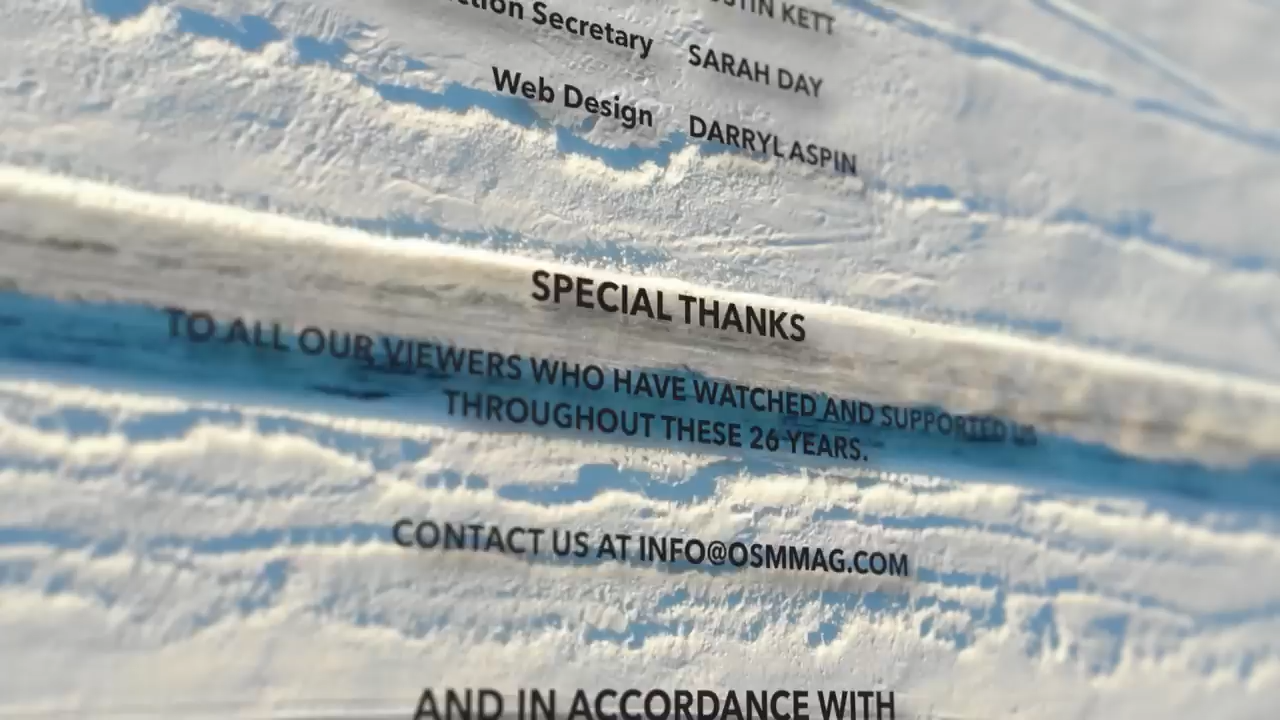 KETT
Secretary SARAH DAY
Web Design DARRYL ASPIN
SPECIAL THANKS
TO ALL OUR VIEWERS WHO HAVE WATCHED AND SUPPORTED US
THROUGHOUT THESE 26 YEARS.
CONTACT US AT INFO@OSMMAG.COM
AND IN ACCORDANCE WITH